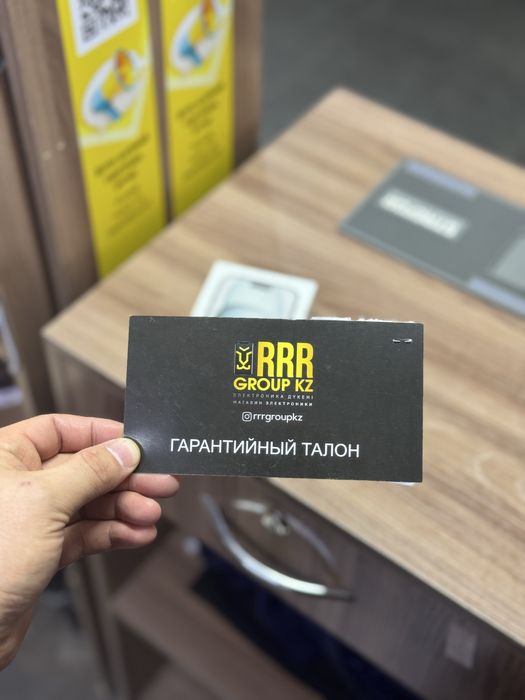 RRR
GROUP KZ
ЭЛЕКТРОНИКА ДҮКЕНІ
МАГАЗИН ЭЛЕКТРОНИКИ
rrrgroupkz
ГАРАНТИЙНЫЙ ТАЛОН